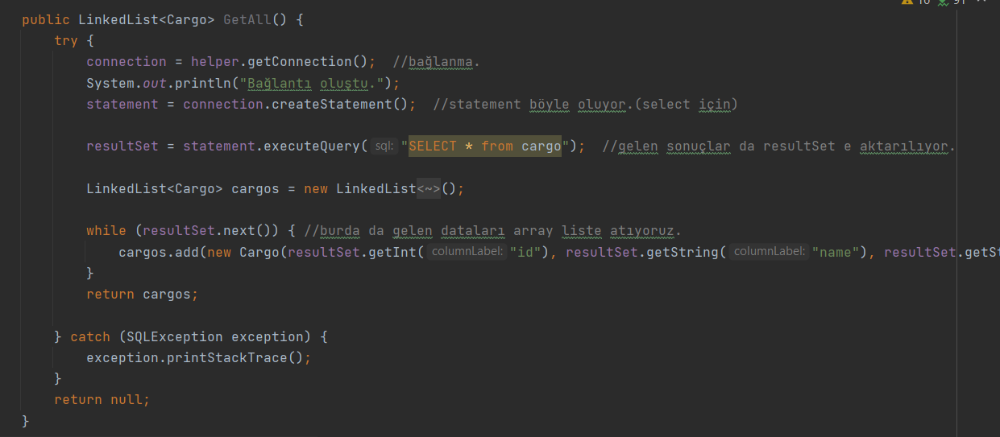 10 91
public LinkedList<Cargo> GetAll() {
try {
connection = helper.getConnection();  //bağlanma.
System.out.println("Bağlantı oluştu.");
statement = connection.createStatement();  //statement böyle oluyor.(select için)
resultSet = statement.executeQuery( sql: "SELECT * from cargo");  //gelen sonuçlar da resultSet e aktarılıyor.
LinkedList<Cargo> cargos = new LinkedList<~>();
while (resultSet.next()) { //burda da gelen dataları array liste atıyoruz.
cargos.add(new Cargo(resultSet.getInt( columnLabel: "id"), resultSet.getString( columnLabel: "name"), resultSet.getSt
}
return cargos;
} catch (SQLException exception) {
exception.printStackTrace();
}
return null;
}